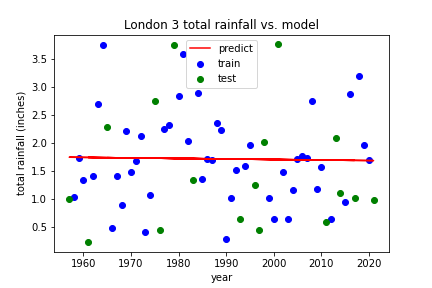 London 3 total rainfall vs. model
predict
train
test
total rainfall (inches)
3.5
3.0
2.5
2.0
1.5
1.0
0.5
1960 1970 1980 1990 2000 2010 2020
year